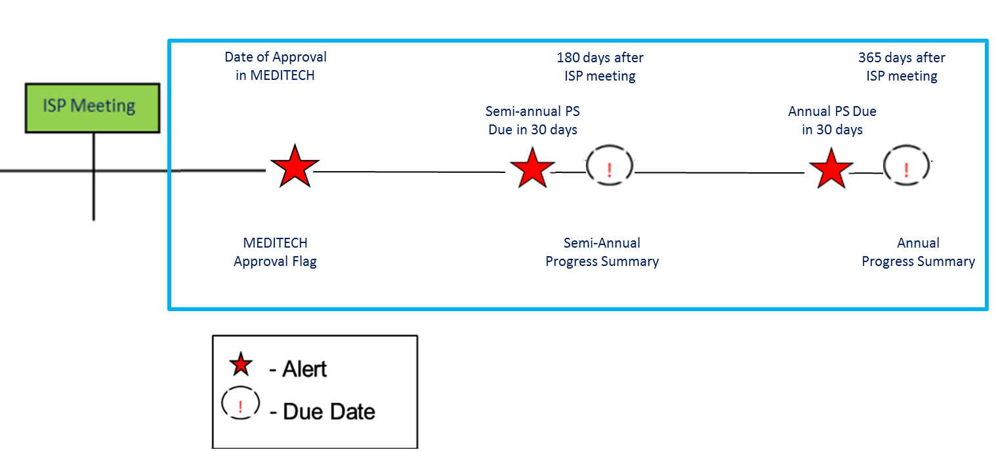 Date of Approval
in MEDITECH
180 days after
ISP meeting
365 days after
ISP meeting
ISP Meeting
Semi-annual PS
Due in 30 days
Annual PS Due
in 30 days
!
!
MEDITECH
Approval Flag
Semi-Annual
Progress Summary
Annual
Progress Summary
- Alert
! - Due Date